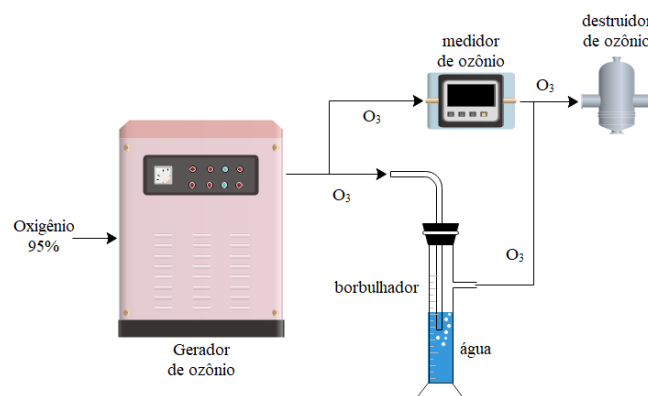 destruidor
de ozônio
medidor
de ozônio
O₃
O₃
O₃
Oxigênio
95%
O₃
borbulhador
água
Gerador
de ozônio